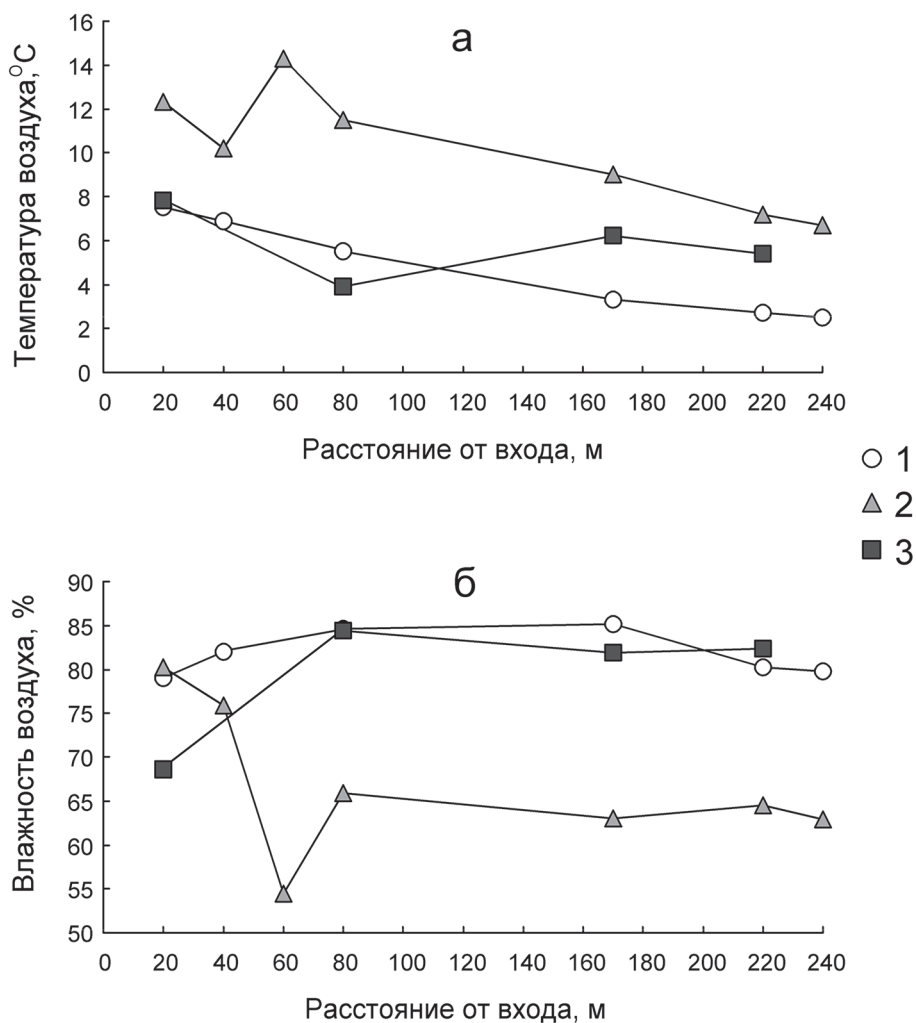 а
Температура воздуха,°С
16
14
12
10
8
6
4
2
0
0 20 40 60 80 100 120 140 160 180 200 220 240
Расстояние от входа, м
1
2
3
б
Влажность воздуха, %
90
85
80
75
70
65
60
55
50
0 20 40 60 80 100 120 140 160 180 200 220 240
Расстояние от входа, м